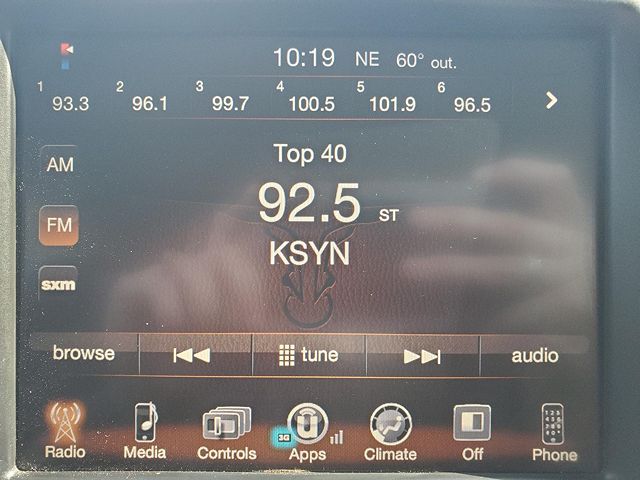 10:19 NE 60° out.
1 93.3 2 96.1 3 99.7 4 100.5 5 101.9 6 96.5
AM
Top 40
FM
92.5 ST
KSYN
sxm
browse tune audio
3G
Radio Media Controls Apps Climate Off Phone